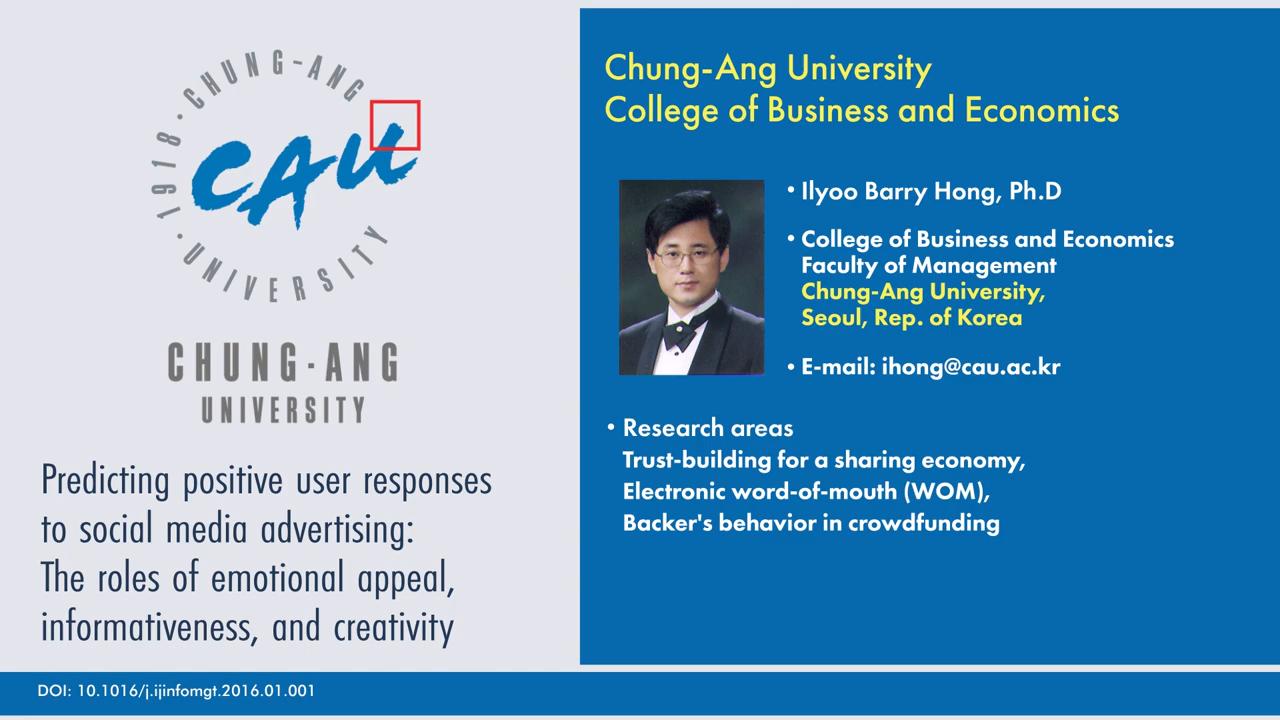 1918 · CHUNG-ANG · UNIVERSITY ·
CAU
CHUNG-ANG
UNIVERSITY
Predicting positive user responses
to social media advertising:
The roles of emotional appeal,
informativeness, and creativity
Chung-Ang University
College of Business and Economics
• Ilyoo Barry Hong, Ph.D
• College of Business and Economics
Faculty of Management
Chung-Ang University,
Seoul, Rep. of Korea
• E-mail: ihong@cau.ac.kr
• Research areas
Trust-building for a sharing economy,
Electronic word-of-mouth (WOM),
Backer's behavior in crowdfunding
DOI: 10.1016/j.ijinfomgt.2016.01.001